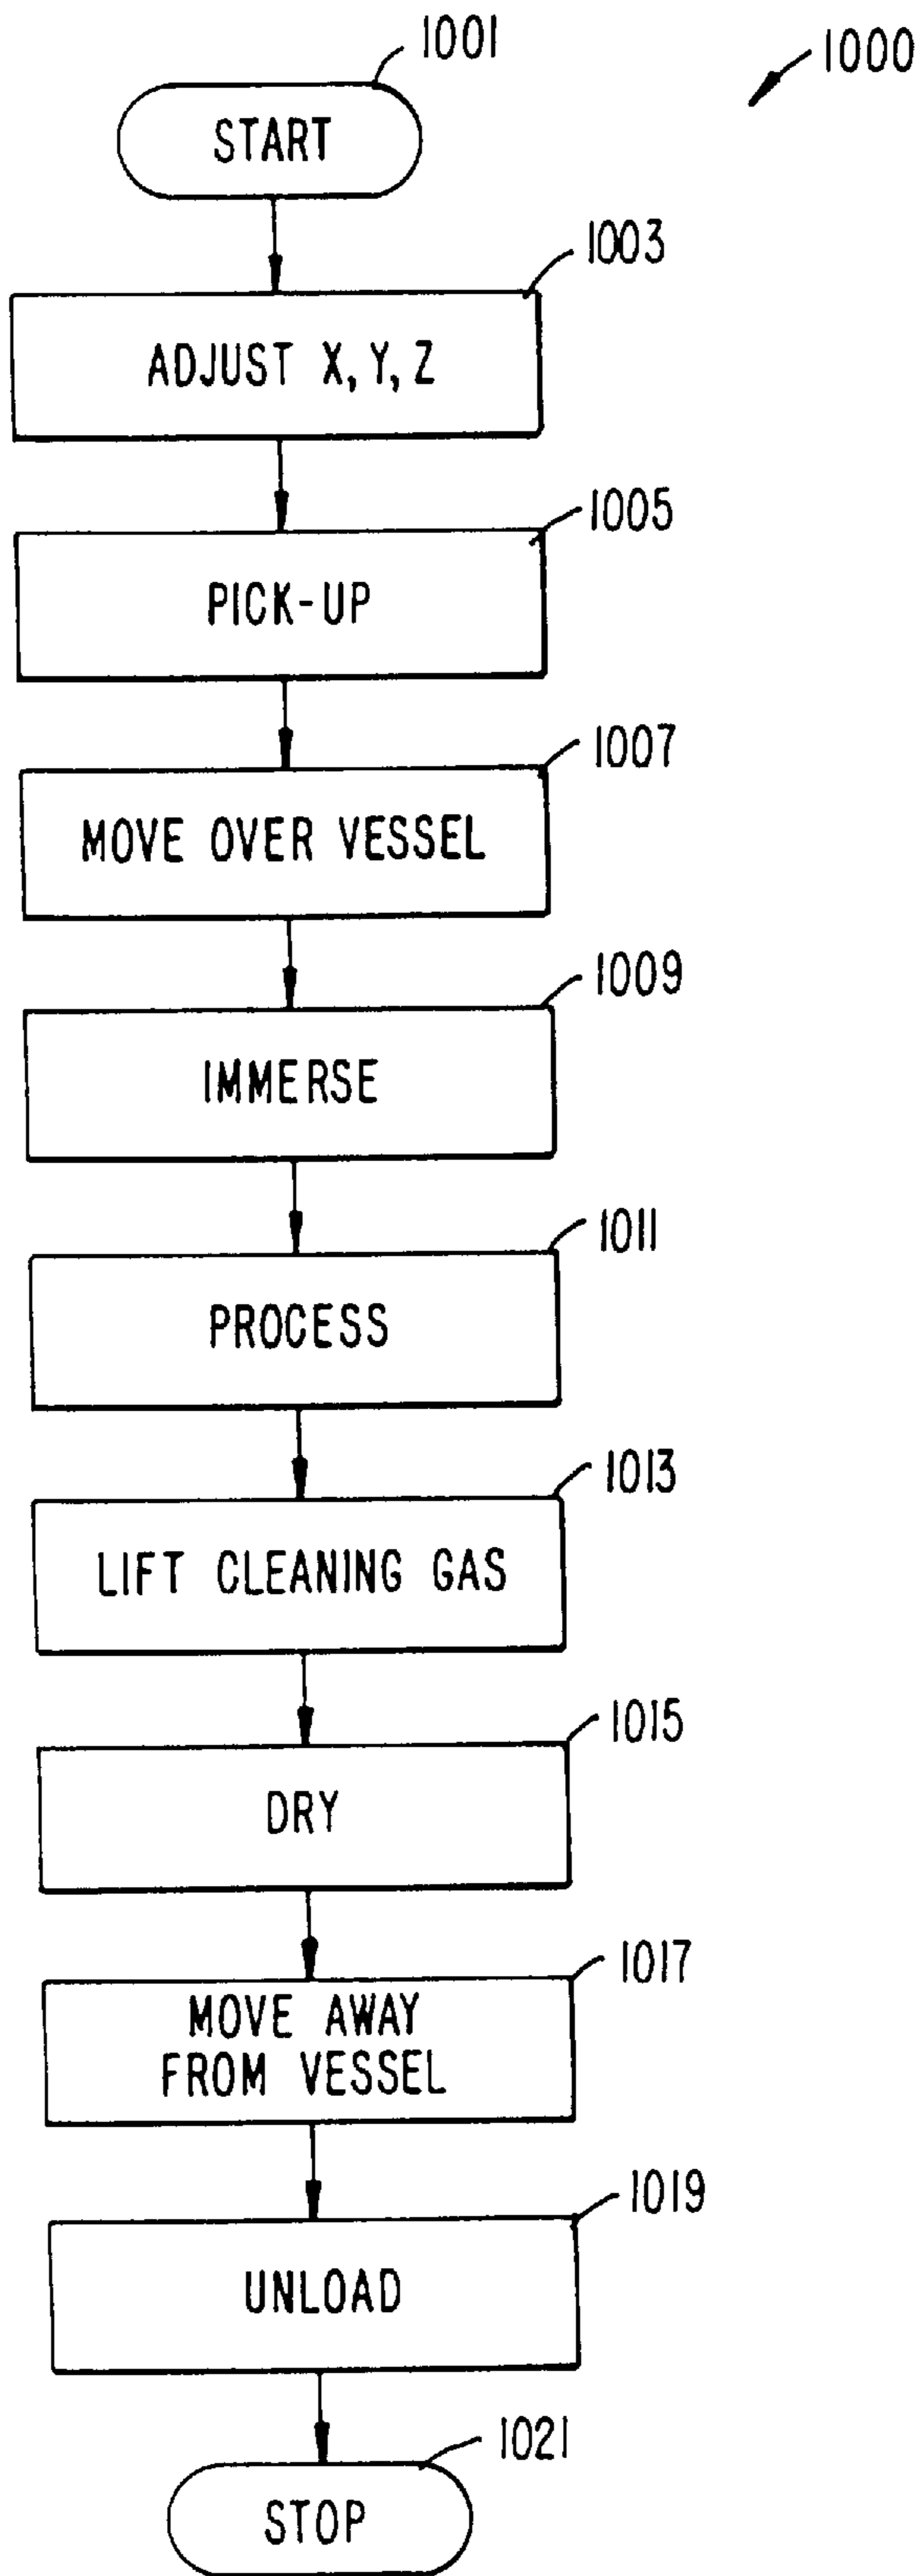 1000
1001
START
1003
ADJUST X, Y, Z
1005
PICK-UP
1007
MOVE OVER VESSEL
1009
IMMERSE
1011
PROCESS
1013
LIFT CLEANING GAS
1015
DRY
1017
MOVE AWAY
FROM VESSEL
1019
UNLOAD
1021
STOP